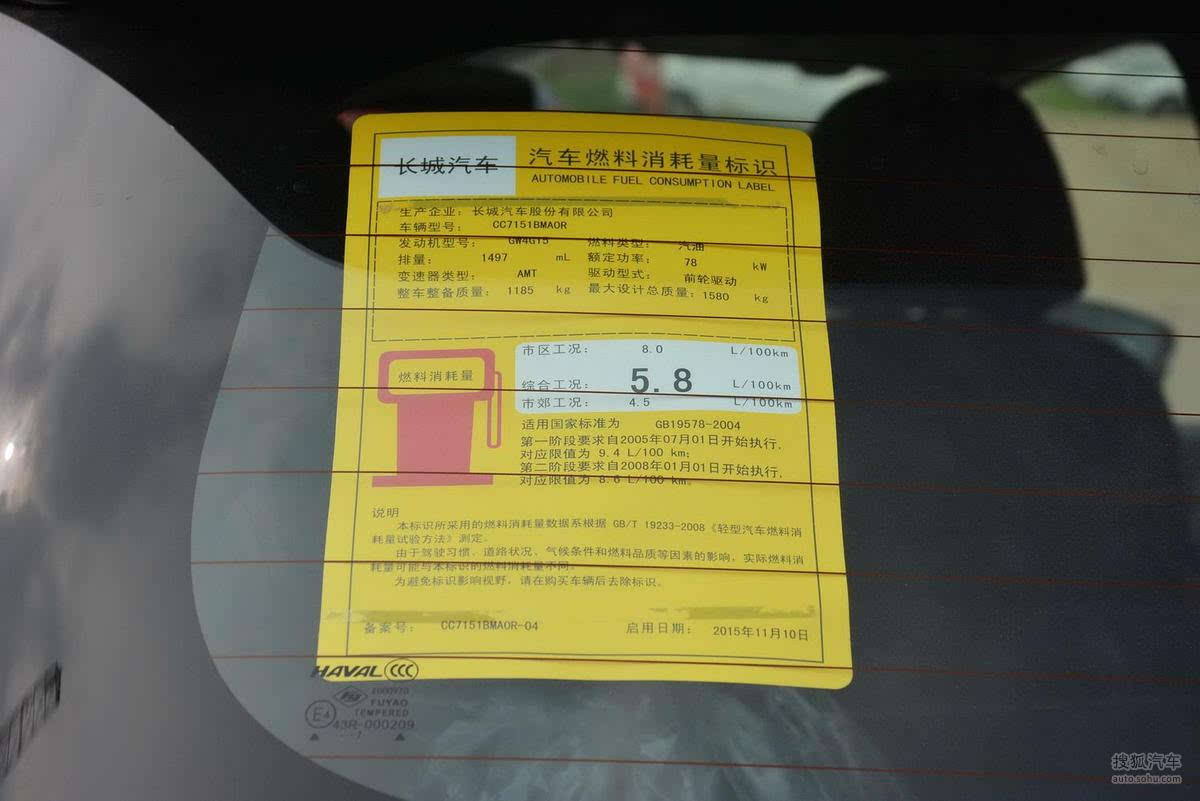 长城汽车
汽车燃料消耗量标识
AUTOMOBILE FUEL CONSUMPTION LABEL
生产企业：长城汽车股份有限公司
车辆型号： CC7151BMA0R
发动机型号： GW4G15 燃料类型： 汽油
排量： 1497 mL 额定功率： 78 kW
变速器类型： AMT 驱动型式： 前轮驱动
整车整备质量： 1185 kg 最大设计总质量：1580 kg
燃料消耗量
市区工况： 8.0 L/100km
综合工况： 5.8 L/100km
市郊工况： 4.5 L/100km
适用国家标准为 GB19578-2004
第一阶段要求自2005年07月01日开始执行，
对应限值为 9.4 L/100 km；
第二阶段要求自2008年01月01日开始执行，
对应限值为 8.6 L/100 km。
说明
本标识所采用的燃料消耗量数据系根据 GB/T 19233-2008《轻型汽车燃料消
耗量试验方法》测定。
由于驾驶习惯、道路状况、气候条件和燃料品质等因素的影响，实际燃料消
耗量可能与本标识的燃料消耗量不同。
为避免标识影响视野，请在购买车辆后去除标识。
备案号： CC7151BMA0R-04 启用日期： 2015年11月10日
HAVAL CCC
FUYAO
TEMPERED
E4 43R-000209
搜狐汽车
auto.sohu.com